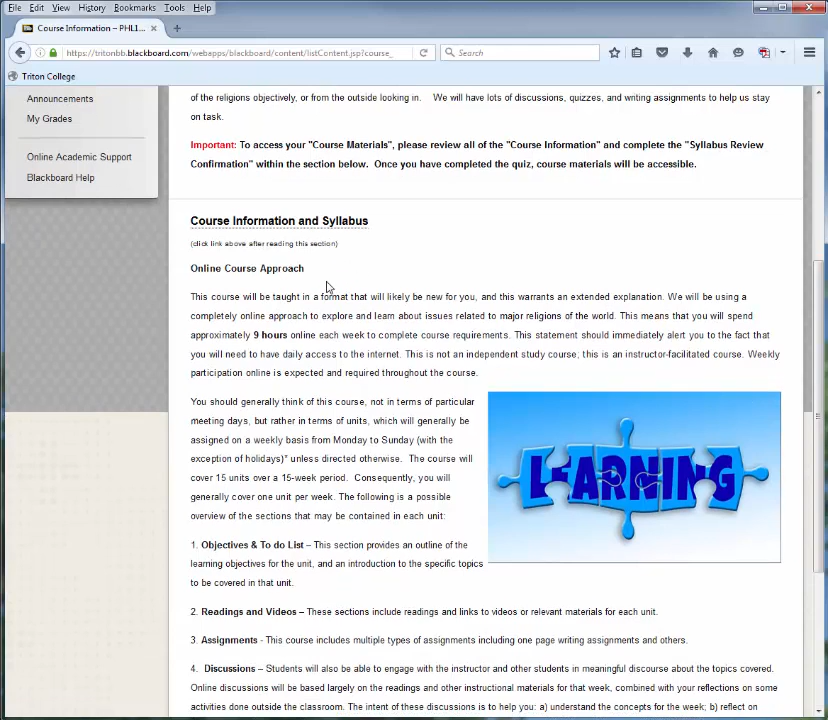 File Edit View History Bookmarks Tools Help
Course Information – PHL1...
https://tritonbb.blackboard.com/webapps/blackboard/content/listContent.jsp?course_
Search
Triton College
Announcements
My Grades
Online Academic Support
Blackboard Help
of the religions objectively, or from the outside looking in. We will have lots of discussions, quizzes, and writing assignments to help us stay
on task.
Important: To access your "Course Materials", please review all of the "Course Information" and complete the "Syllabus Review
Confirmation" within the section below. Once you have completed the quiz, course materials will be accessible.
Course Information and Syllabus
(click link above after reading this section)
Online Course Approach
This course will be taught in a format that will likely be new for you, and this warrants an extended explanation. We will be using a
completely online approach to explore and learn about issues related to major religions of the world. This means that you will spend
approximately 9 hours online each week to complete course requirements. This statement should immediately alert you to the fact that
you will need to have daily access to the internet. This is not an independent study course; this is an instructor-facilitated course. Weekly
participation online is expected and required throughout the course.
You should generally think of this course, not in terms of particular
meeting days, but rather in terms of units, which will generally be
assigned on a weekly basis from Monday to Sunday (with the
exception of holidays)* unless directed otherwise. The course will
cover 15 units over a 15-week period. Consequently, you will
generally cover one unit per week. The following is a possible
overview of the sections that may be contained in each unit:
LEARNING
1. Objectives & To do List – This section provides an outline of the
learning objectives for the unit, and an introduction to the specific topics
to be covered in that unit.
2. Readings and Videos – These sections include readings and links to videos or relevant materials for each unit.
3. Assignments - This course includes multiple types of assignments including one page writing assignments and others.
4. Discussions – Students will also be able to engage with the instructor and other students in meaningful discourse about the topics covered.
Online discussions will be based largely on the readings and other instructional materials for that week, combined with your reflections on some
activities done outside the classroom. The intent of these discussions is to help you: a) understand the concepts for the week; b) reflect on